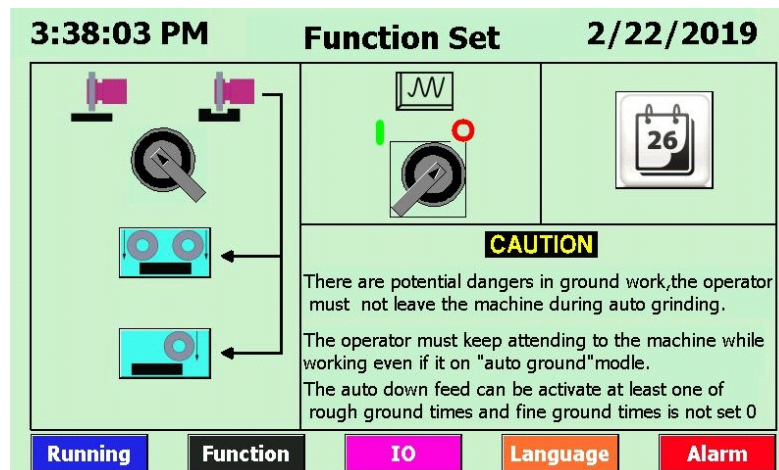 3:38:03 PM
Function Set
2/22/2019
26
CAUTION
There are potential dangers in ground work,the operator
must not leave the machine during auto grinding.
The operator must keep attending to the machine while
working even if it on "auto ground"modle.
The auto down feed can be activate at least one of
rough ground times and fine ground times is not set 0
Running
Function
IO
Language
Alarm